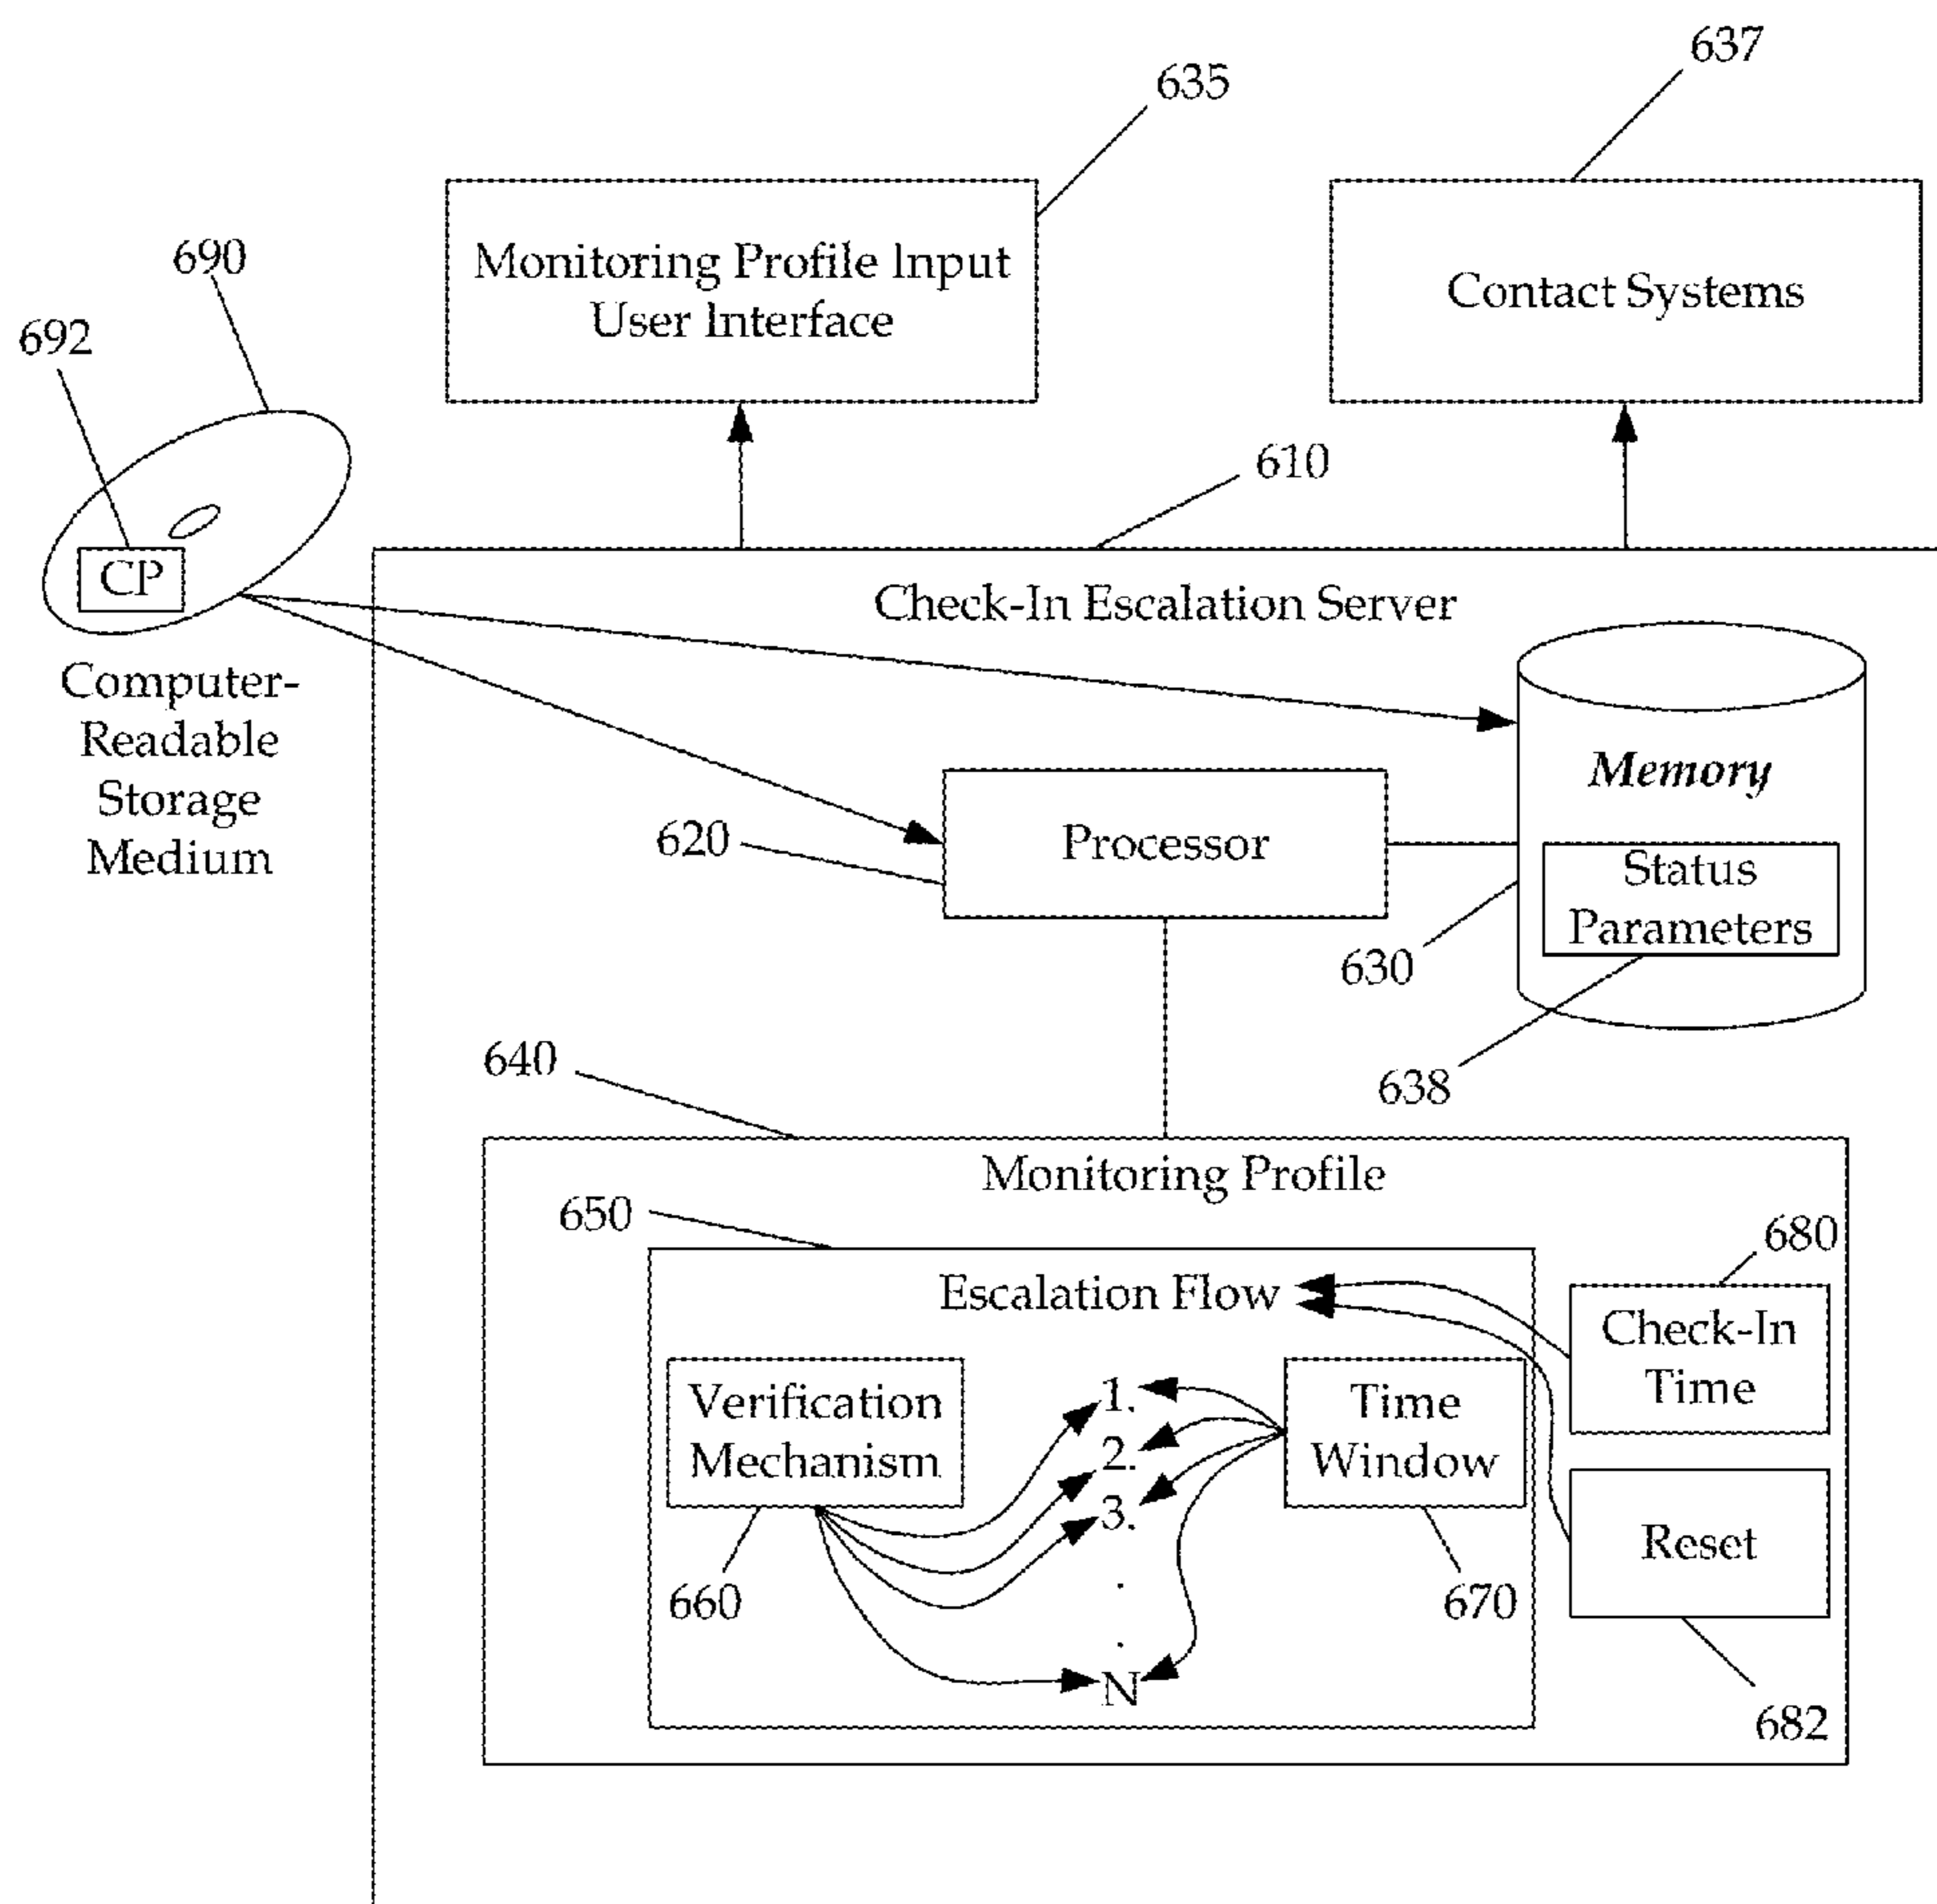 637
635
Monitoring Profile Input
User Interface
Contact Systems
690
692
CP
Computer-
Readable
Storage
Medium
610
Check-In Escalation Server
Memory
Processor
620
Status
Parameters
630
638
640
Monitoring Profile
650
680
Escalation Flow
Check-In
Time
Verification
Mechanism
1.
2.
3.
.
.
N
Time
Window
660
670
Reset
682